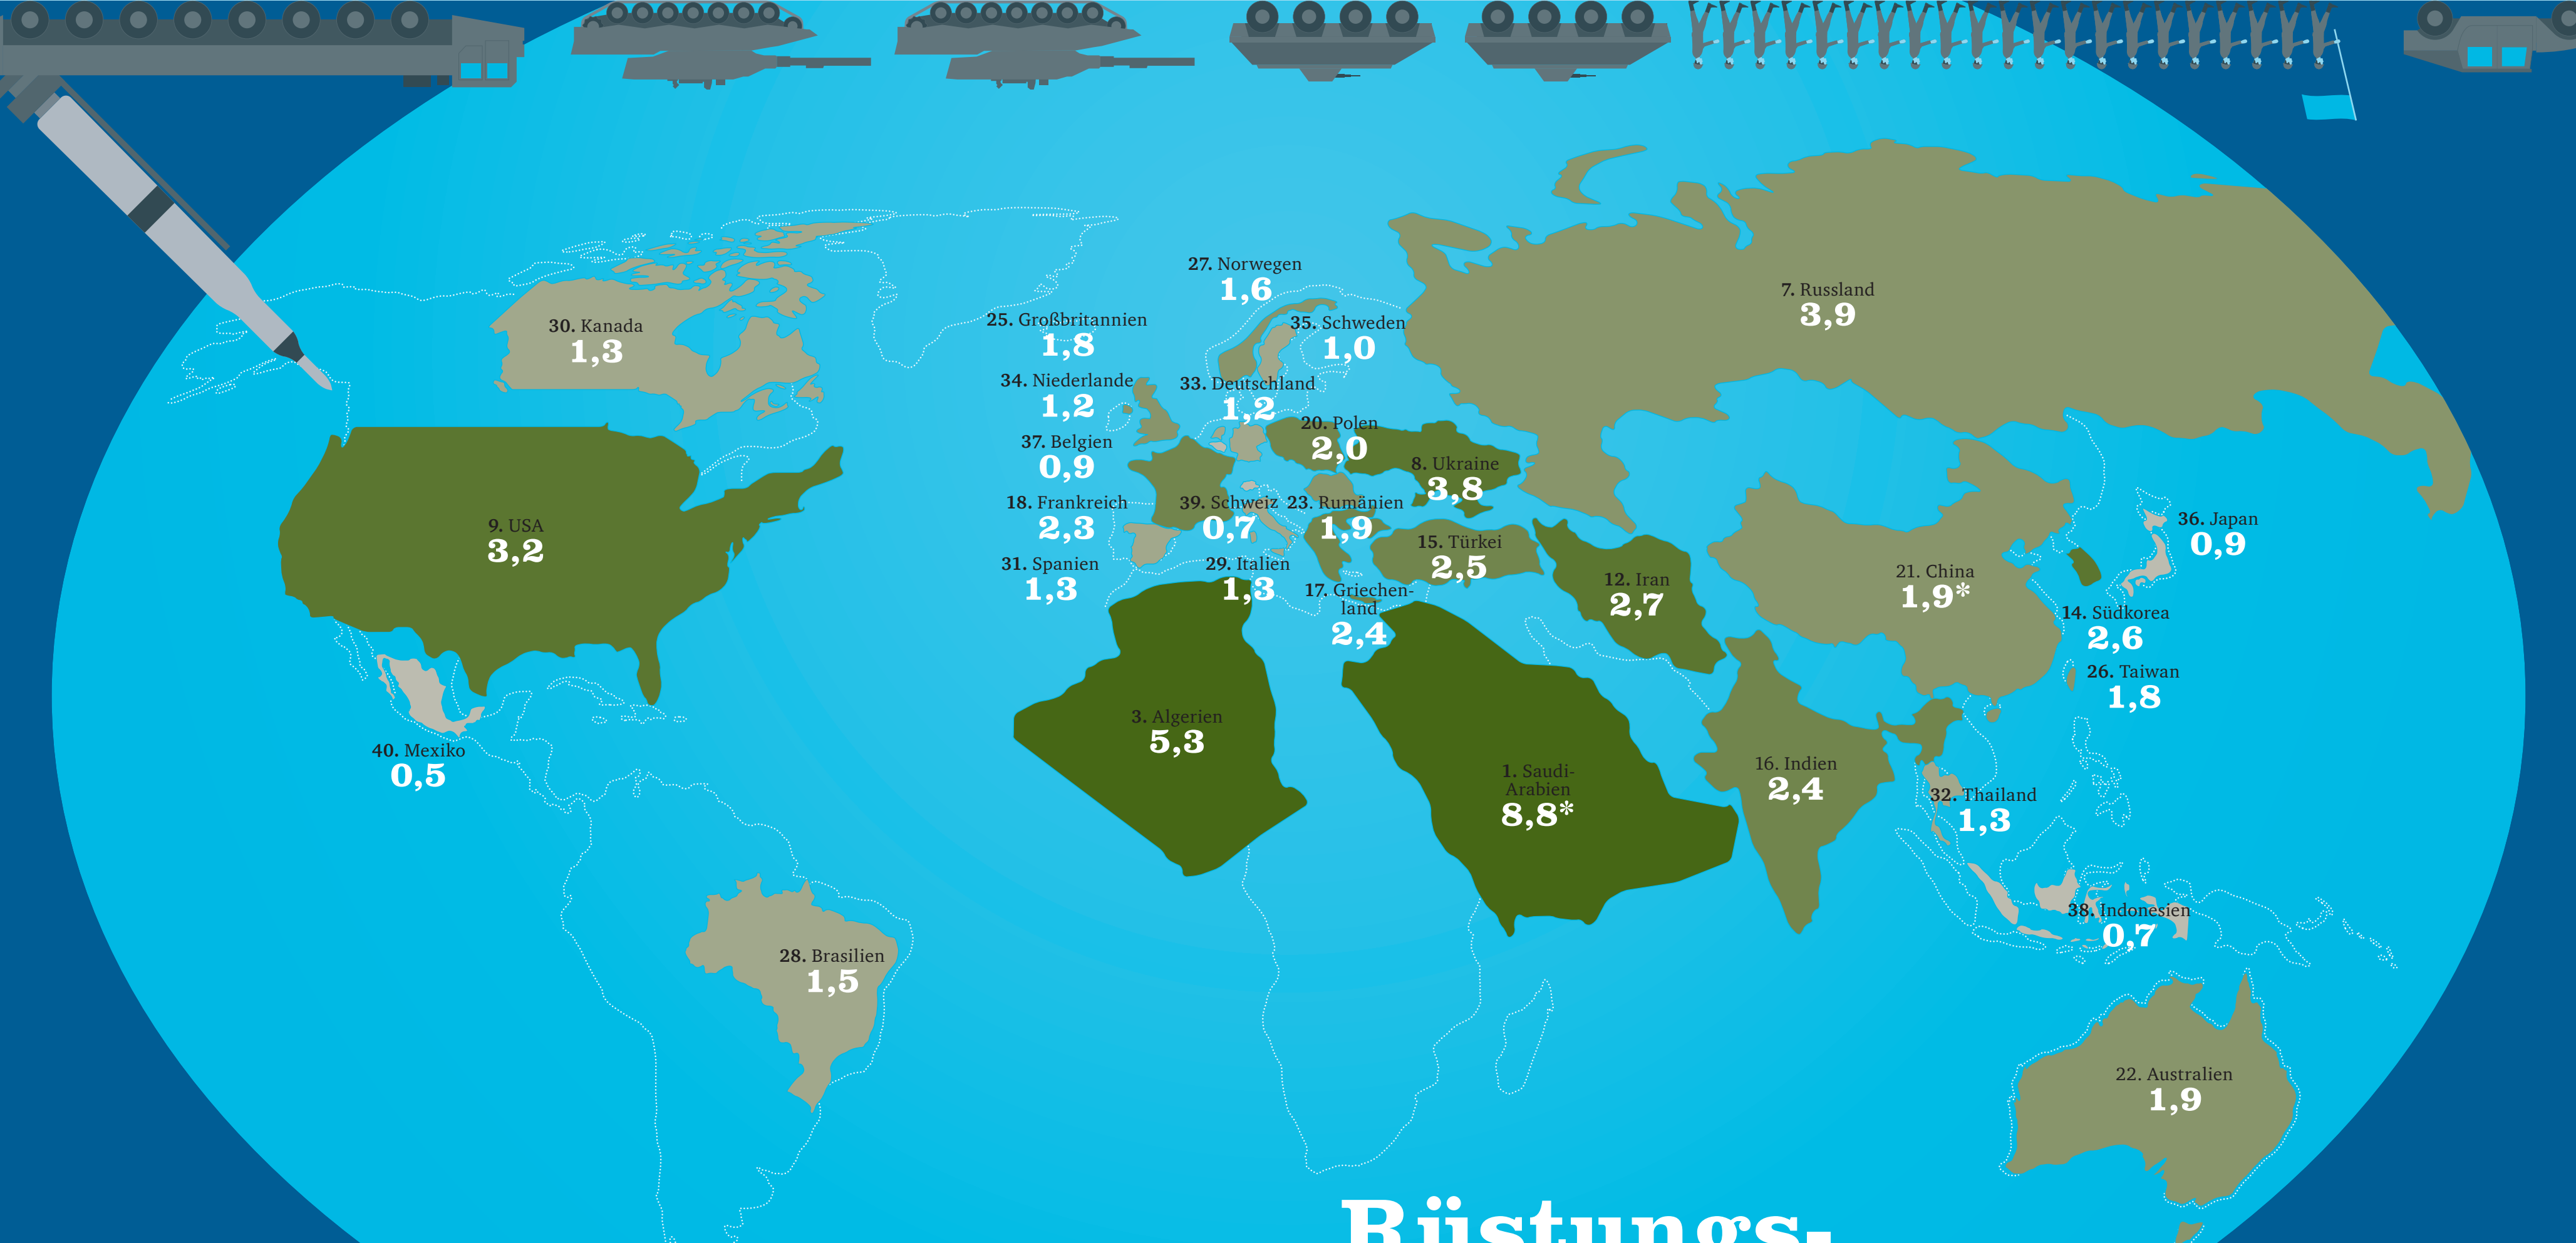 27. Norwegen
1,6
7. Russland
3,9
25. Großbritannien
1,8
35. Schweden
1,0
30. Kanada
1,3
34. Niederlande
1,2
33. Deutschland
1,2
20. Polen
2,0
37. Belgien
0,9
8. Ukraine
3,8
18. Frankreich
2,3
39. Schweiz
0,7
23. Rumänien
1,9
9. USA
3,2
36. Japan
0,9
15. Türkei
2,5
31. Spanien
1,3
29. Italien
1,3
12. Iran
2,7
21. China
1,9*
17. Griechen-
land
2,4
14. Südkorea
2,6
26. Taiwan
1,8
3. Algerien
5,3
40. Mexiko
0,5
1. Saudi-
Arabien
8,8*
16. Indien
2,4
32. Thailand
1,3
38. Indonesien
0,7
28. Brasilien
1,5
22. Australien
1,9
Rüstungs-